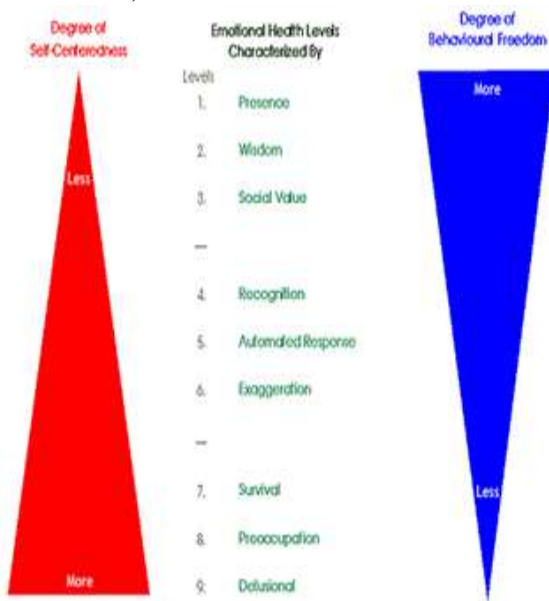 Degree of
Self-Centeredness
Emotional Health Levels
Characterized By
Degree of
Behavioural Freedom
Levels
1. Presence
2. Wisdom
3. Social Value
—
4. Recognition
5. Automated Response
6. Exaggeration
—
7. Survival
8. Preoccupation
9. Delusional
Less
More
More
Less